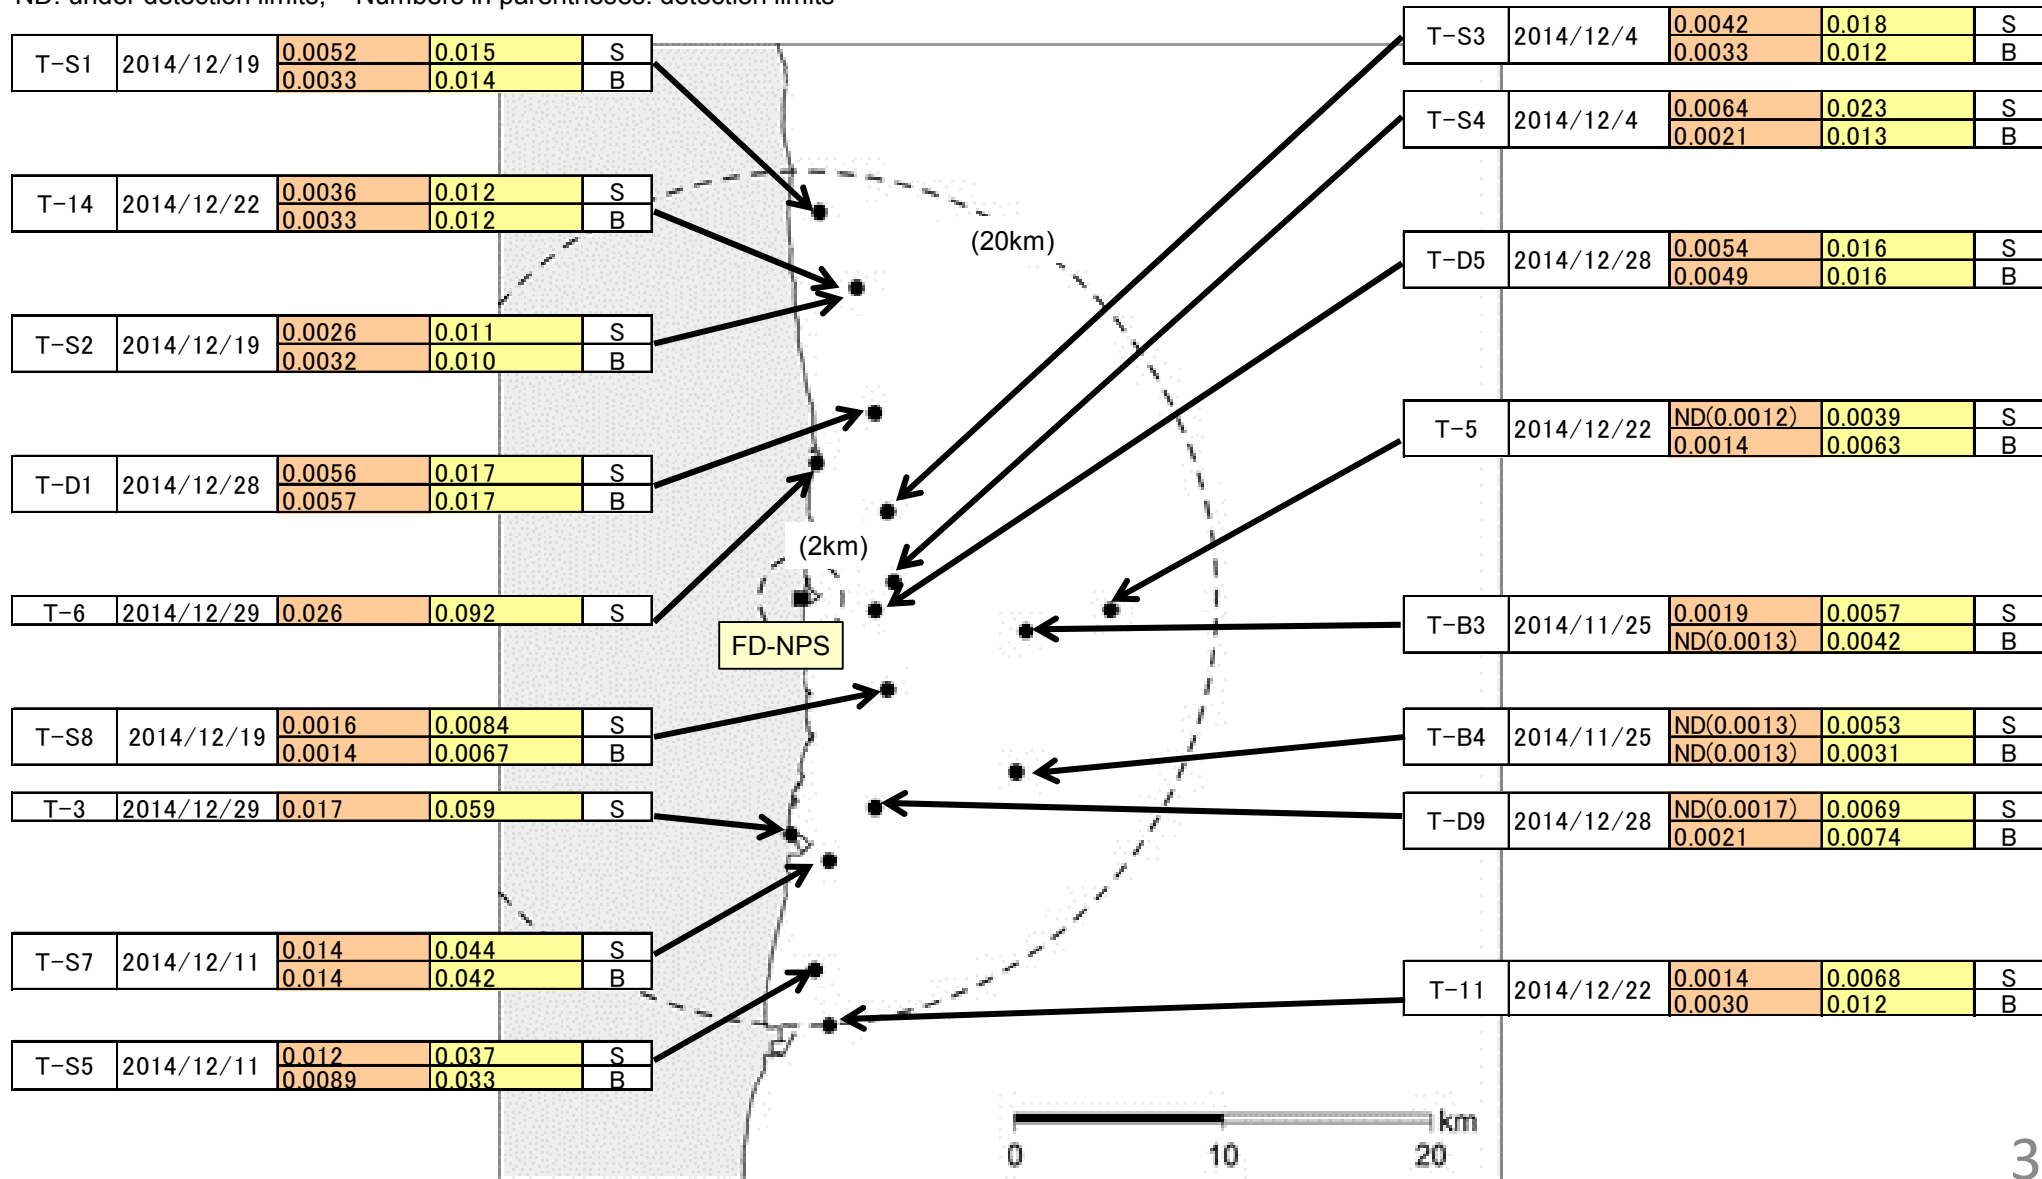 ND: under detection limits; Numbers in parentheses: detection limits
T-S1 2014/12/19 0.0052 0.015 S
0.0033 0.014 B
T-14 2014/12/22 0.0036 0.012 S
0.0033 0.012 B
T-S2 2014/12/19 0.0026 0.011 S
0.0032 0.010 B
T-D1 2014/12/28 0.0056 0.017 S
0.0057 0.017 B
T-6 2014/12/29 0.026 0.092 S
T-S8 2014/12/19 0.0016 0.0084 S
0.0014 0.0067 B
T-3 2014/12/29 0.017 0.059 S
T-S7 2014/12/11 0.014 0.044 S
0.014 0.042 B
T-S5 2014/12/11 0.012 0.037 S
0.0089 0.033 B
(20km)
(2km)
FD-NPS
T-S3 2014/12/4 0.0042 0.018 S
0.0033 0.012 B
T-S4 2014/12/4 0.0064 0.023 S
0.0021 0.013 B
T-D5 2014/12/28 0.0054 0.016 S
0.0049 0.016 B
T-5 2014/12/22 ND(0.0012) 0.0039 S
0.0014 0.0063 B
T-B3 2014/11/25 0.0019 0.0057 S
ND(0.0013) 0.0042 B
T-B4 2014/11/25 ND(0.0013) 0.0053 S
ND(0.0013) 0.0031 B
T-D9 2014/12/28 ND(0.0017) 0.0069 S
0.0021 0.0074 B
T-11 2014/12/22 0.0014 0.0068 S
0.0030 0.012 B
km
0 10 20
3